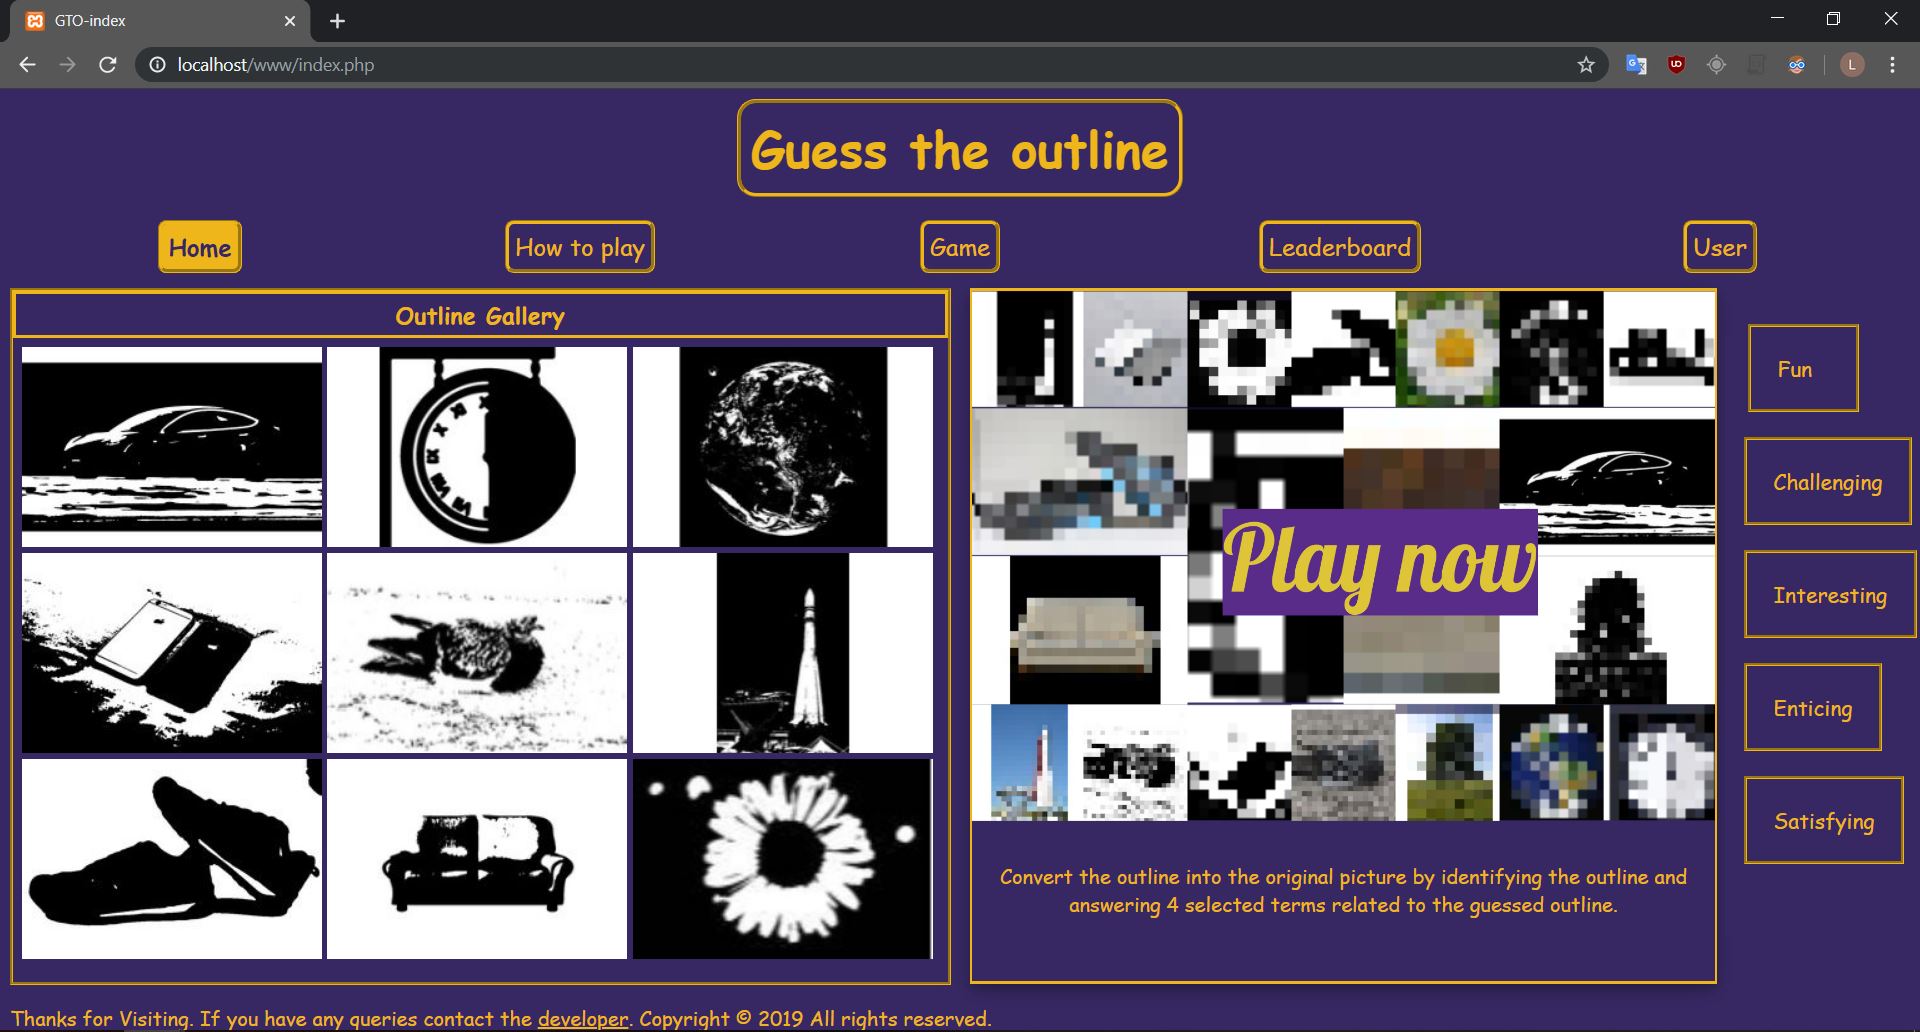 GTO-index
localhost/www/index.php
L
Guess the outline
Home
How to play
Game
Leaderboard
User
Outline Gallery
Play now
Convert the outline into the original picture by identifying the outline and
answering 4 selected terms related to the guessed outline.
Fun
Challenging
Interesting
Enticing
Satisfying
Thanks for Visiting. If you have any queries contact the developer. Copyright © 2019 All rights reserved.